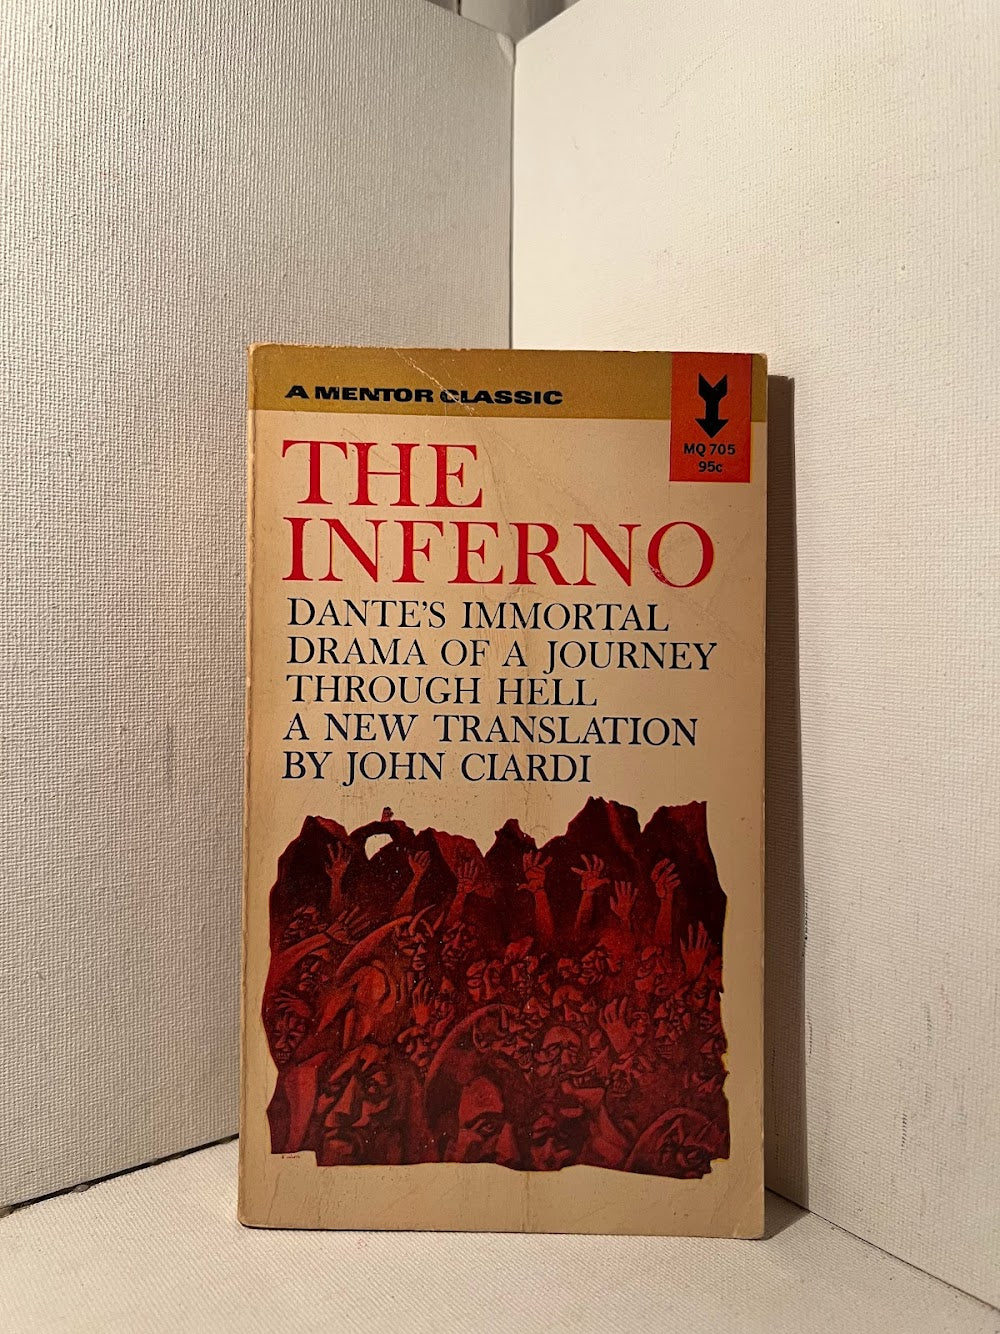 A MENTOR CLASSIC
MQ 705
95c
THE
INFERNO
DANTE'S IMMORTAL
DRAMA OF A JOURNEY
THROUGH HELL
A NEW TRANSLATION
BY JOHN CIARDI